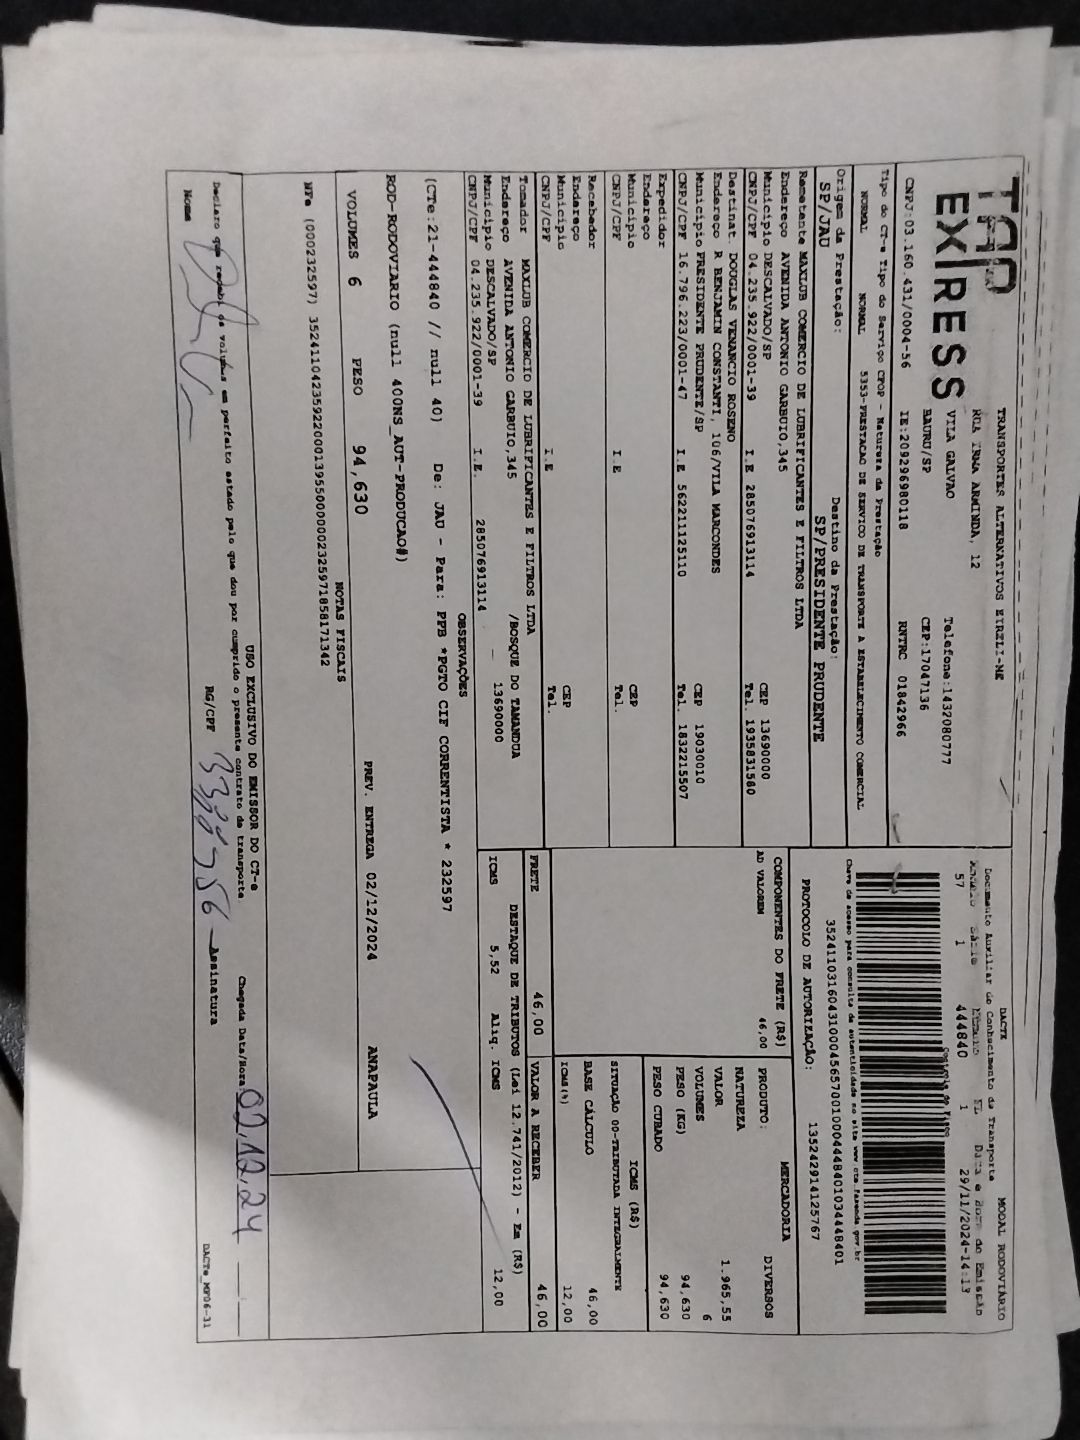 TAP EXPRESS
TRANSPORTES ALTERNATIVOS EIRELI-ME
RUA IRMA ARMINDA, 12
VILA GALVAO Telefone:1432080777
BAURU/SP CEP:17047136
CNPJ:03.160.431/0004-56 IE:209296980118 RNTRC 01842966
DACTE MODAL RODOVIÁRIO
Documento Auxiliar do Conhecimento de Transporte
Modelo Série Número FL Data e Hora de Emissão
57 1 444840 1 29/11/2024-14:13
Controle do Fisco
Chave de acesso para consulta de autenticidade no site www.cte.fazenda.gov.br
35241103160431000456570010004448401034448401
PROTOCOLO DE AUTORIZAÇÃO: 135242914125767
Tipo do CT-e Tipo do Serviço CFOP - Natureza da Prestação
NORMAL NORMAL 5353-PRESTACAO DE SERVICO DE TRANSPORTE A ESTABELECIMENTO COMERCIAL
Origem da Prestação: Destino da Prestação:
SP/JAU SP/PRESIDENTE PRUDENTE
Remetante MAXLUB COMERCIO DE LUBRIFICANTES E FILTROS LTDA
Endereço AVENIDA ANTONIO GARBUIO,345
Município DESCALVADO/SP CEP 13690000
CNPJ/CPF 04.235.922/0001-39 I.E 285076913114 Tel. 1935831580
Destinat. DOUGLAS VENANCIO ROSENO
Endereço R BENJAMIN CONSTANTI, 106/VILA MARCONDES
Município PRESIDENTE PRUDENTE/SP CEP 19030010
CNPJ/CPF 16.796.223/0001-47 I.E 562211125110 Tel. 1832215507
Expedidor
Endereço
Município CEP
CNPJ/CPF I.E Tel.
Recebedor
Endereço
Município CEP
CNPJ/CPF I.E Tel.
Tomador MAXLUB COMERCIO DE LUBRIFICANTES E FILTROS LTDA
Endereço AVENIDA ANTONIO GARBUIO,345 /BOSQUE DO TAMANDUA
Município DESCALVADO/SP 13690000
CNPJ/CPF 04.235.922/0001-39 I.E. 285076913114
COMPONENTES DO FRETE (R$)
AD VALOREM 46,00
MERCADORIA
PRODUTO: DIVERSOS
NATUREZA
VALOR 1.965,55
VOLUMES 6
PESO (KG) 94,630
PESO CUBADO 94,630
ICMS (R$)
SITUAÇÃO 00-TRIBUTADA INTEGRALMENTE
BASE CÁLCULO 46,00
ICMS(%) 12,00
FRETE 46,00 VALOR A RECEBER 46,00
DESTAQUE DE TRIBUTOS (Lei 12.741/2012) - Em (R$)
ICMS 5,52 Aliq. ICMS 12,00
OBSERVAÇÕES
(CTe:21-444840 // null 40) De: JAU - Para: PPB *PGTO CIF CORRENTISTA * 232597
ROD-RODOVIARIO (null 400NS_AUT-PRODUCAO#)
VOLUMES 6 PESO 94,630 PREV. ENTREGA 02/12/2024 ANAPAULA
NOTAS FISCAIS
NFe (000232597) 35241104235922000139550000002325971858171342
USO EXCLUSIVO DO EMISSOR DO CT-e
Declaro que recebi os volumes em perfeito estado pelo que dou por cumprido o presente contrato de transporte
Chegada Data/Hora 02.12.24
Nome RG/CPF Assinatura
DACTe_MP06-31